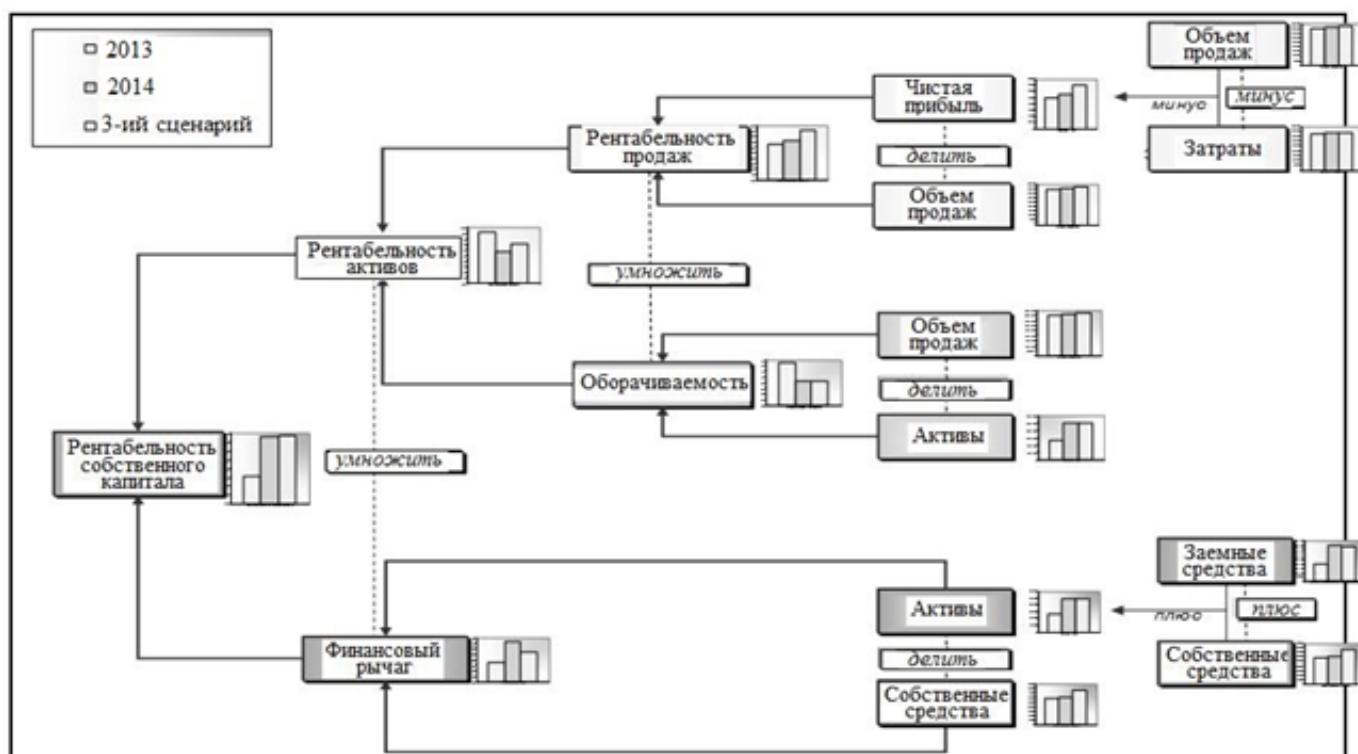 2013
2014
3-ий сценарий
Объем
продаж
минус
минус
Затраты
Чистая
прибыль
делить
Объем
продаж
Рентабельность
продаж
умножить
Рентабельность
активов
Объем
продаж
делить
Активы
Оборачиваемость
Рентабельность
собственного
капитала
умножить
Заемные
средства
плюс
плюс
Собственные
средства
Активы
делить
Собственные
средства
Финансовый
рычаг